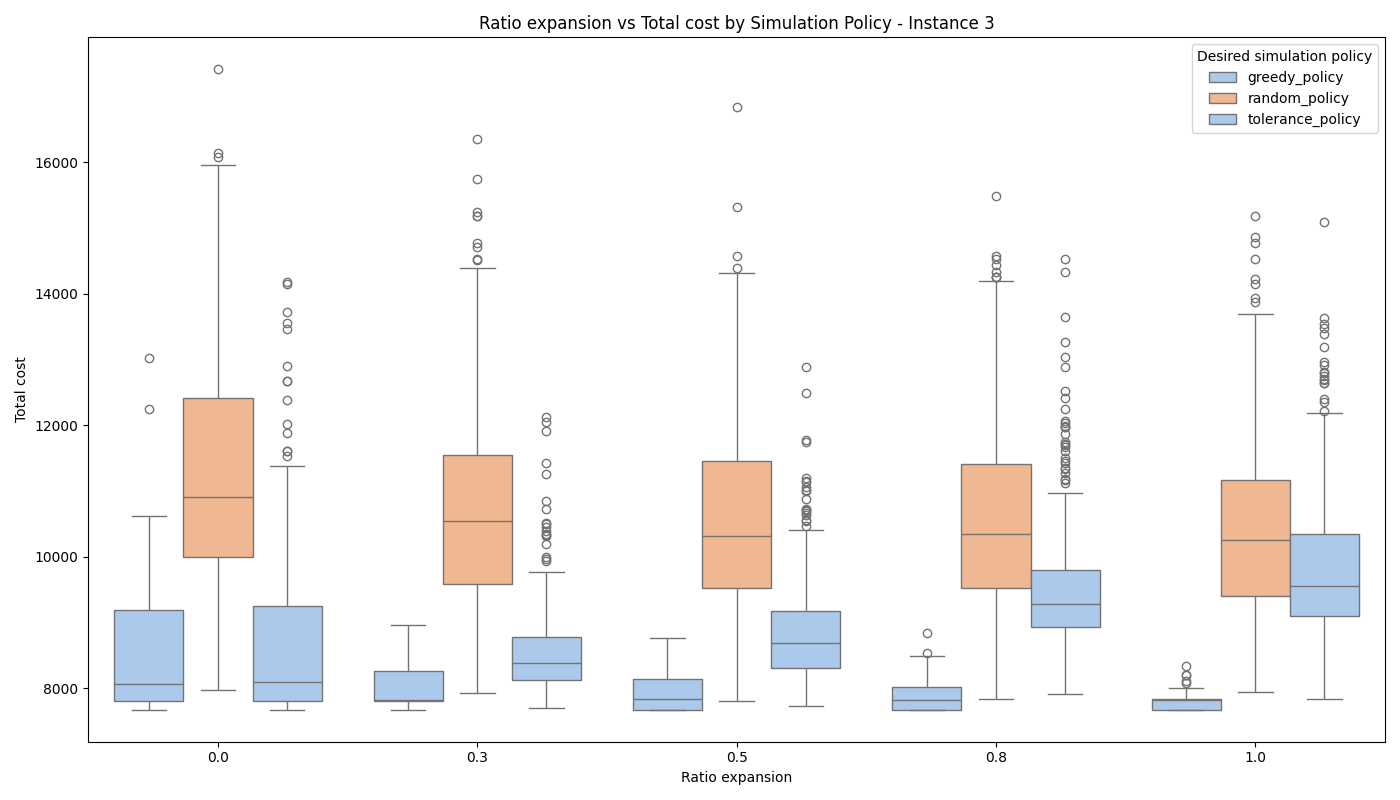 Ratio expansion vs Total cost by Simulation Policy - Instance 3
Desired simulation policy
greedy_policy
random_policy
tolerance_policy
Total cost
16000
14000
12000
10000
8000
0.0
0.3
0.5
0.8
1.0
Ratio expansion